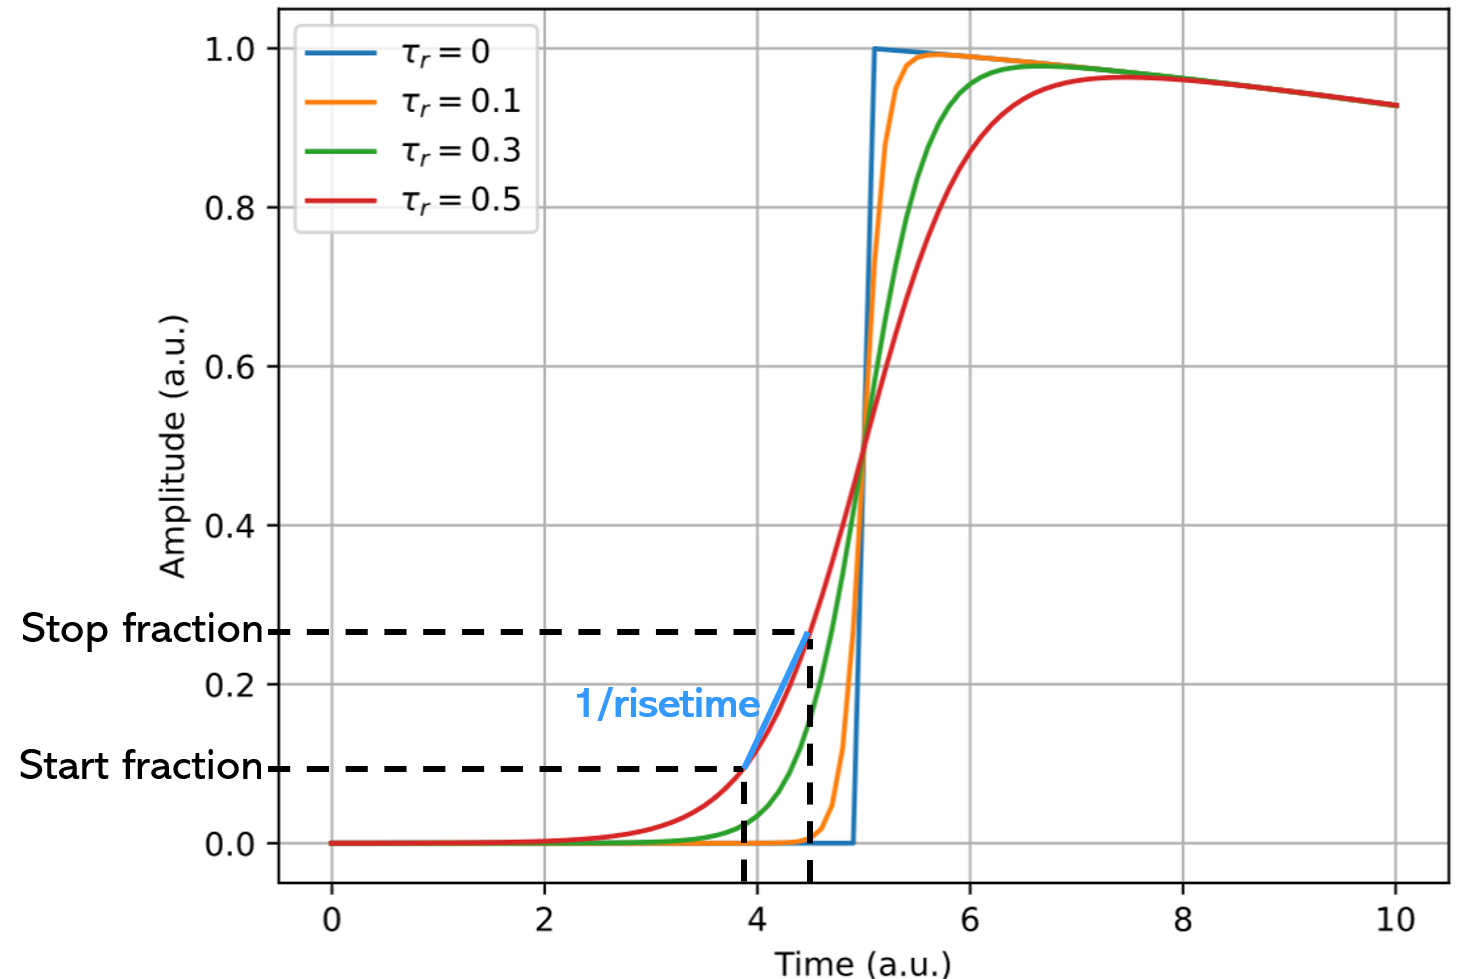 τr = 0
τr = 0.1
τr = 0.3
τr = 0.5
1.0
0.8
0.6
0.4
0.2
0.0
Amplitude (a.u.)
Stop fraction
1/risetime
Start fraction
0 2 4 6 8 10
Time (a.u.)